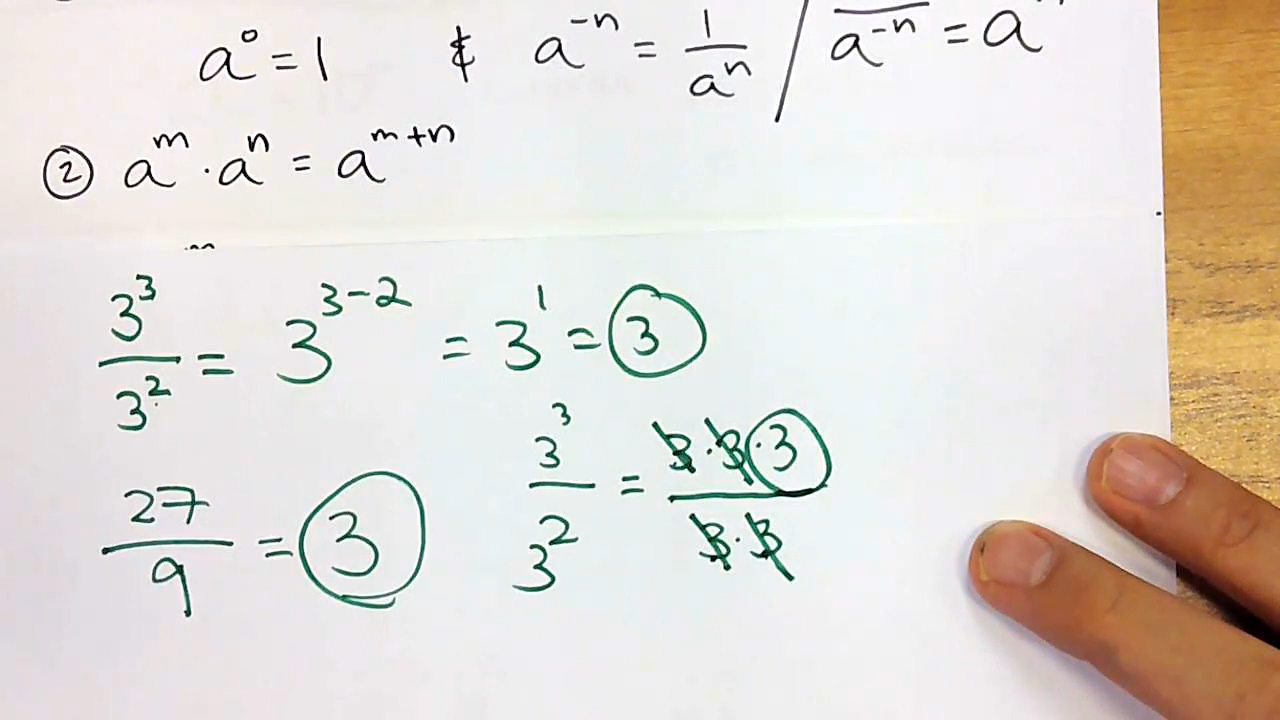 a⁰ = 1 & a⁻ⁿ = 1/aⁿ / 1/a⁻ⁿ = aⁿ
② aᵐ · aⁿ = aᵐ⁺ⁿ
3³/3² = 3³⁻² = 3¹ = 3
27/9 = 3
3³/3² = 3·3·3/3·3